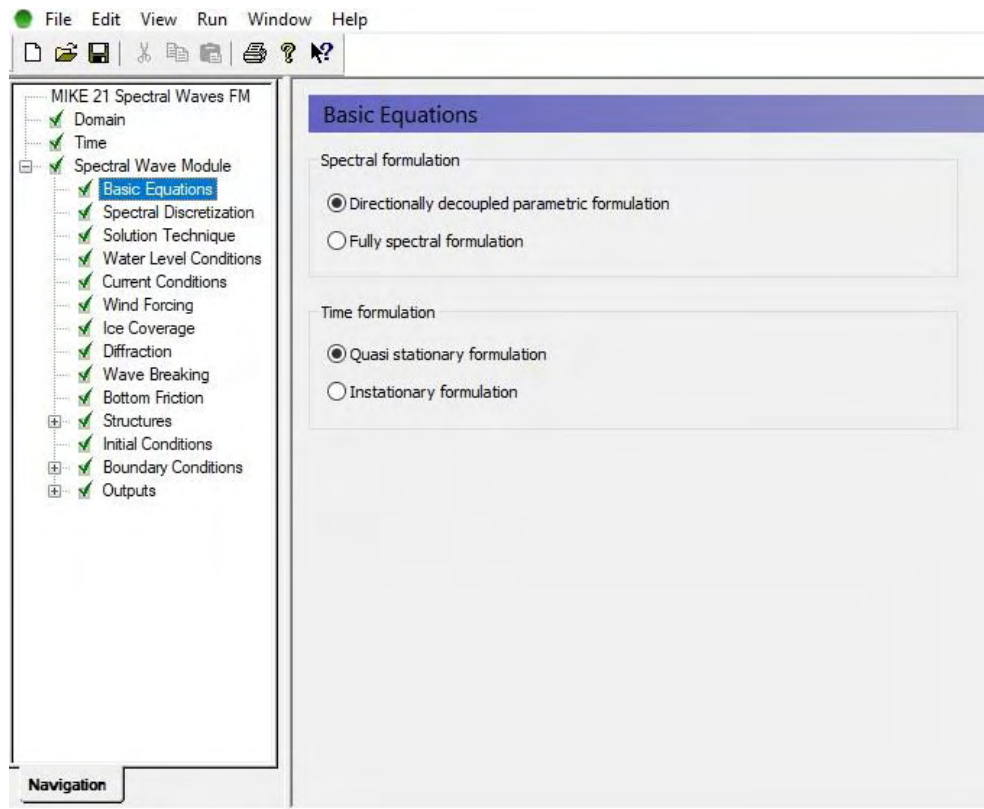 File Edit View Run Window Help
MIKE 21 Spectral Waves FM
Domain
Time
Spectral Wave Module
Basic Equations
Spectral Discretization
Solution Technique
Water Level Conditions
Current Conditions
Wind Forcing
Ice Coverage
Diffraction
Wave Breaking
Bottom Friction
Structures
Initial Conditions
Boundary Conditions
Outputs
Navigation
Basic Equations
Spectral formulation
Directionally decoupled parametric formulation
Fully spectral formulation
Time formulation
Quasi stationary formulation
Instationary formulation